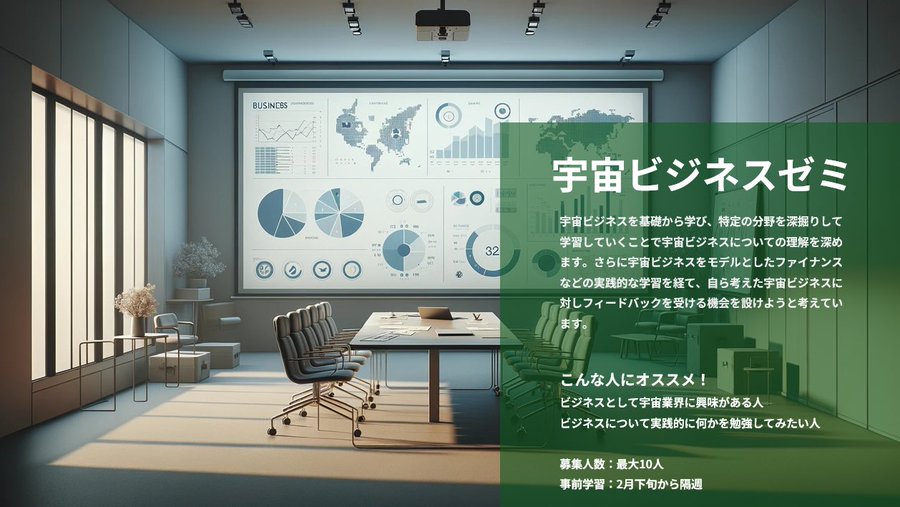 BUSINESS
32
宇宙ビジネスゼミ
宇宙ビジネスを基礎から学び、特定の分野を深掘りして
学習していくことで宇宙ビジネスについての理解を深め
ます。さらに宇宙ビジネスをモデルとしたファイナンス
などの実践的な学習を経て、自ら考えた宇宙ビジネスに
対しフィードバックを受ける機会を設けようと考えてい
ます。
こんな人にオススメ！
ビジネスとして宇宙業界に興味がある人
ビジネスについて実践的に何かを勉強してみたい人
募集人数：最大10人
事前学習：2月下旬から隔週